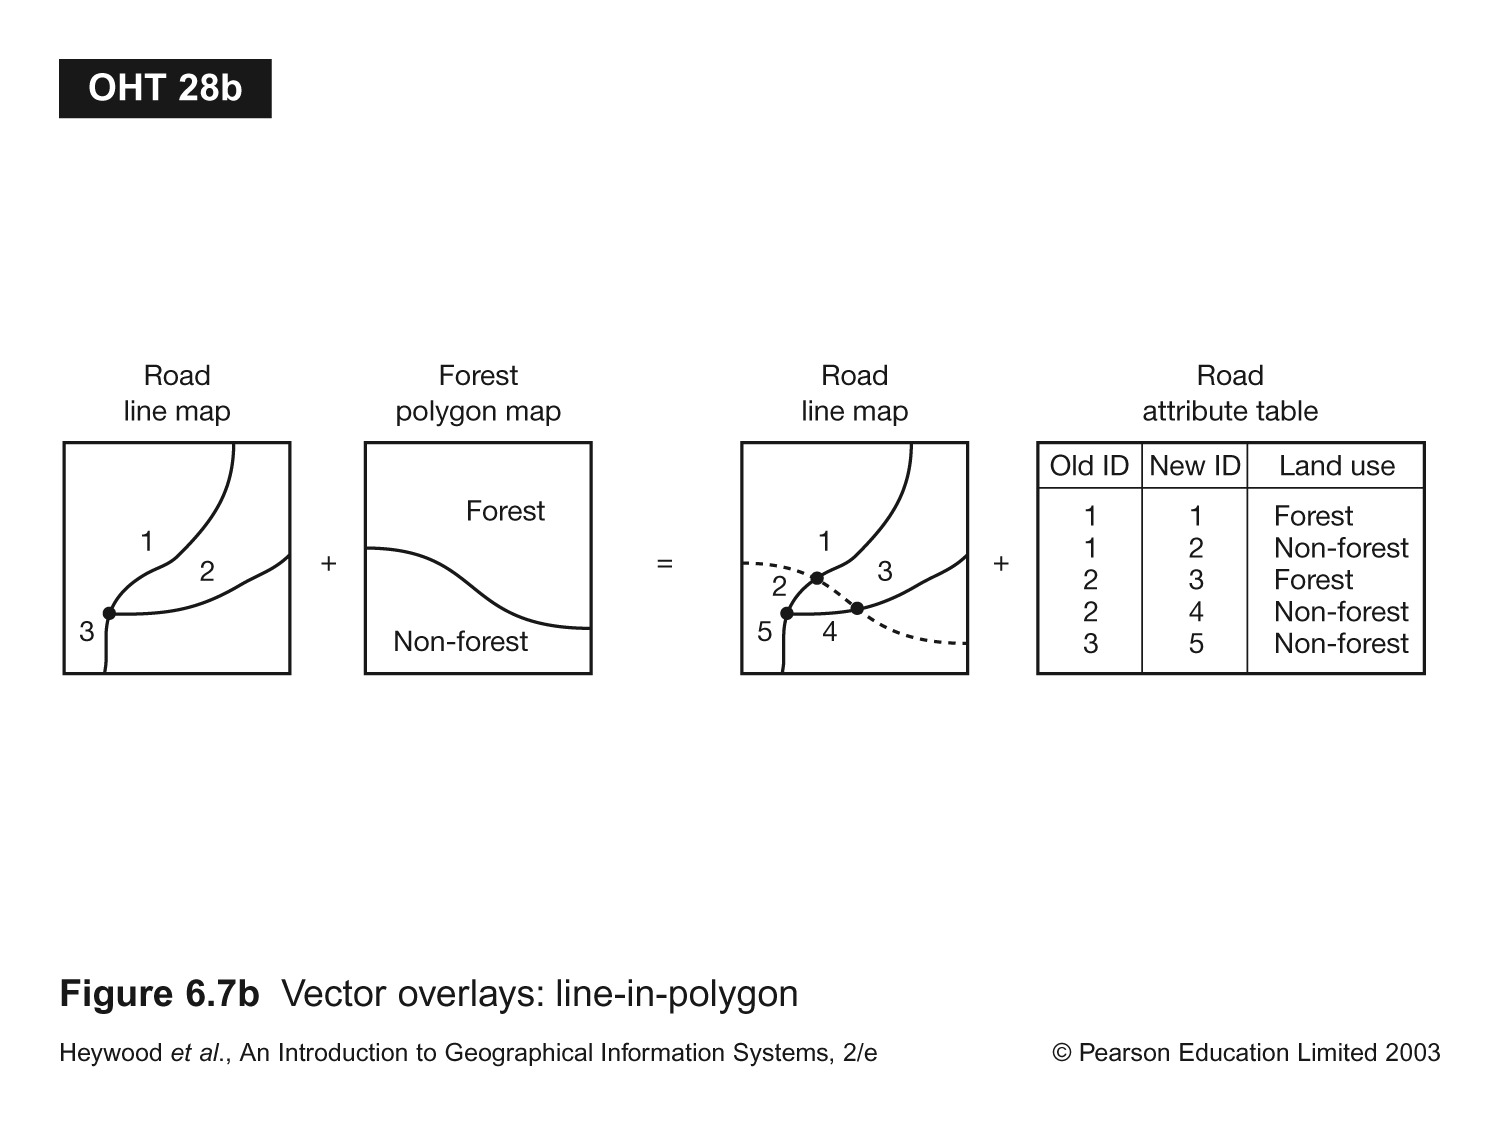 OHT 28b
Road
line map
Forest
polygon map
Road
line map
Road
attribute table
1
2
3
+
Forest
Non-forest
=
1
2
3
4
5
+
Old ID New ID Land use
1 1 Forest
1 2 Non-forest
2 3 Forest
2 4 Non-forest
3 5 Non-forest
Figure 6.7b Vector overlays: line-in-polygon
Heywood et al., An Introduction to Geographical Information Systems, 2/e
© Pearson Education Limited 2003